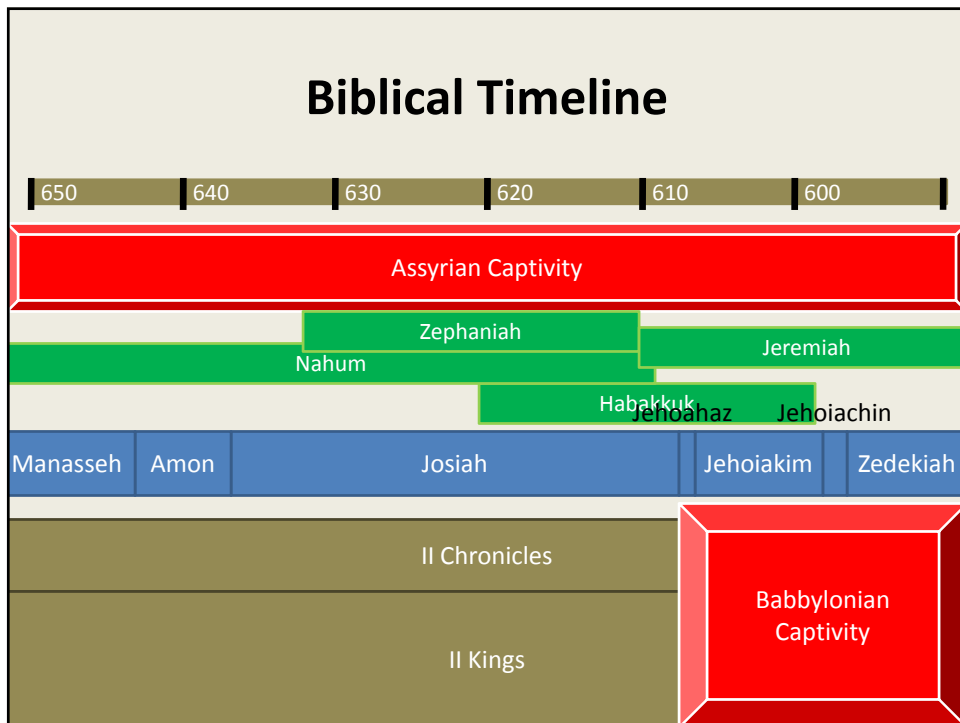 Biblical Timeline
650 640 630 620 610 600
Assyrian Captivity
Zephaniah
Jeremiah
Nahum
Habakkuk
Jehoahaz Jehoiachin
Manasseh Amon Josiah Jehoiakim Zedekiah
II Chronicles
Babbylonian
Captivity
II Kings